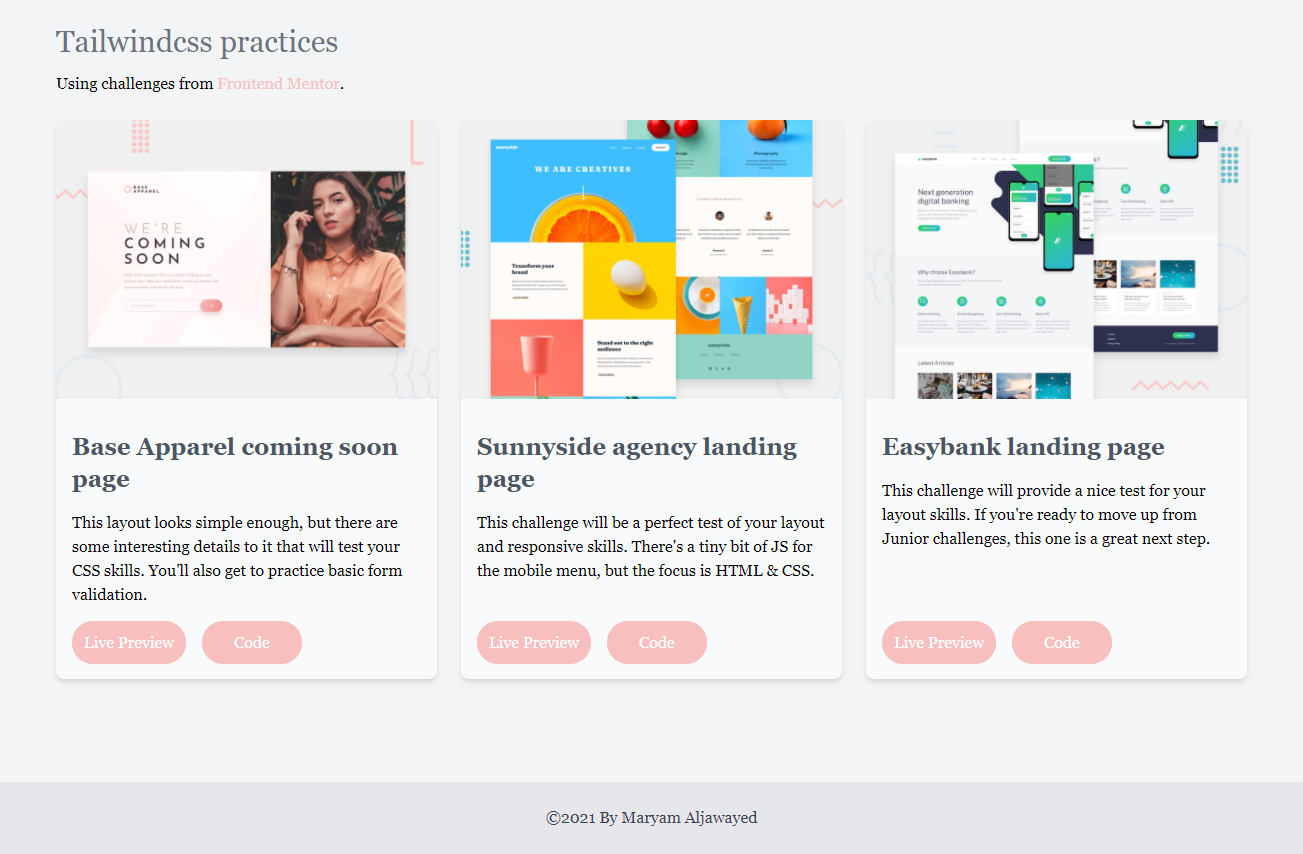 Tailwindcss practices
Using challenges from Frontend Mentor.
BASE
APPAREL
WE'RE
COMING
SOON
sunnyside
WE ARE CREATIVES
Photography
Transform your
brand
Stand out to the right
audience
sunnyside
easybank
Next generation
digital banking
Why choose Easybank?
Latest Articles
Base Apparel coming soon
page
This layout looks simple enough, but there are
some interesting details to it that will test your
CSS skills. You'll also get to practice basic form
validation.
Live Preview
Code
Sunnyside agency landing
page
This challenge will be a perfect test of your layout
and responsive skills. There's a tiny bit of JS for
the mobile menu, but the focus is HTML & CSS.
Live Preview
Code
Easybank landing page
This challenge will provide a nice test for your
layout skills. If you're ready to move up from
Junior challenges, this one is a great next step.
Live Preview
Code
©2021 By Maryam Aljawayed